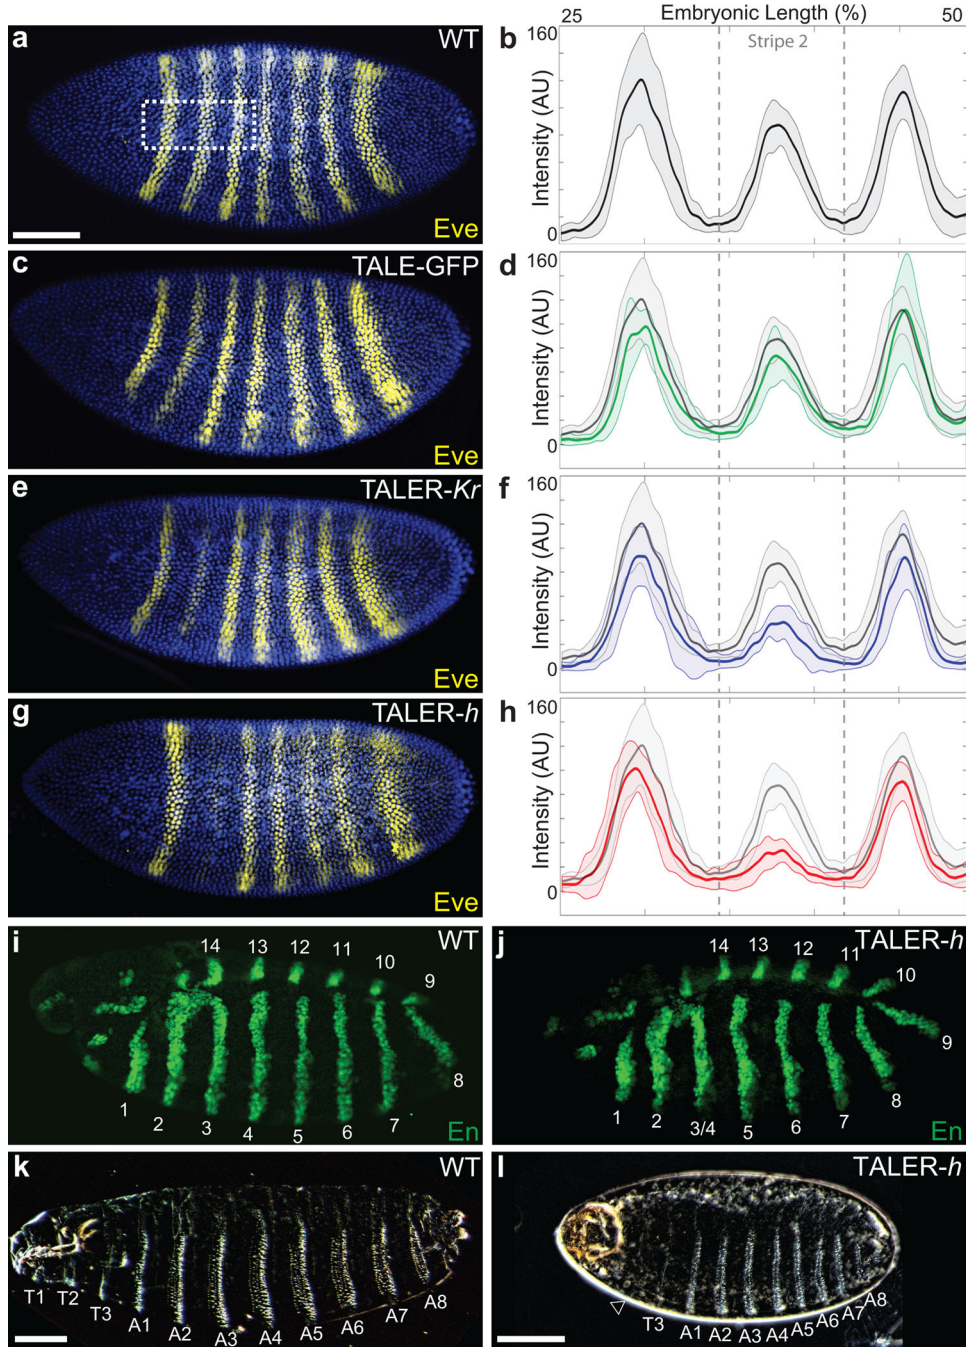 25 Embryonic Length (%) 50
a WT
Eve
b
160
Stripe 2
Intensity (AU)
0
c TALE-GFP
Eve
d
160
Intensity (AU)
0
e TALER-Kr
Eve
f
160
Intensity (AU)
0
g TALER-h
Eve
h
160
Intensity (AU)
0
i WT
14 13 12 11 10 9
1 2 3 4 5 6 7 8
En
j TALER-h
14 13 12 11 10 9
1 2 3/4 5 6 7 8
En
k WT
T1 T2 T3 A1 A2 A3 A4 A5 A6 A7 A8
l TALER-h
T3 A1 A2 A3 A4 A5 A6 A7 A8